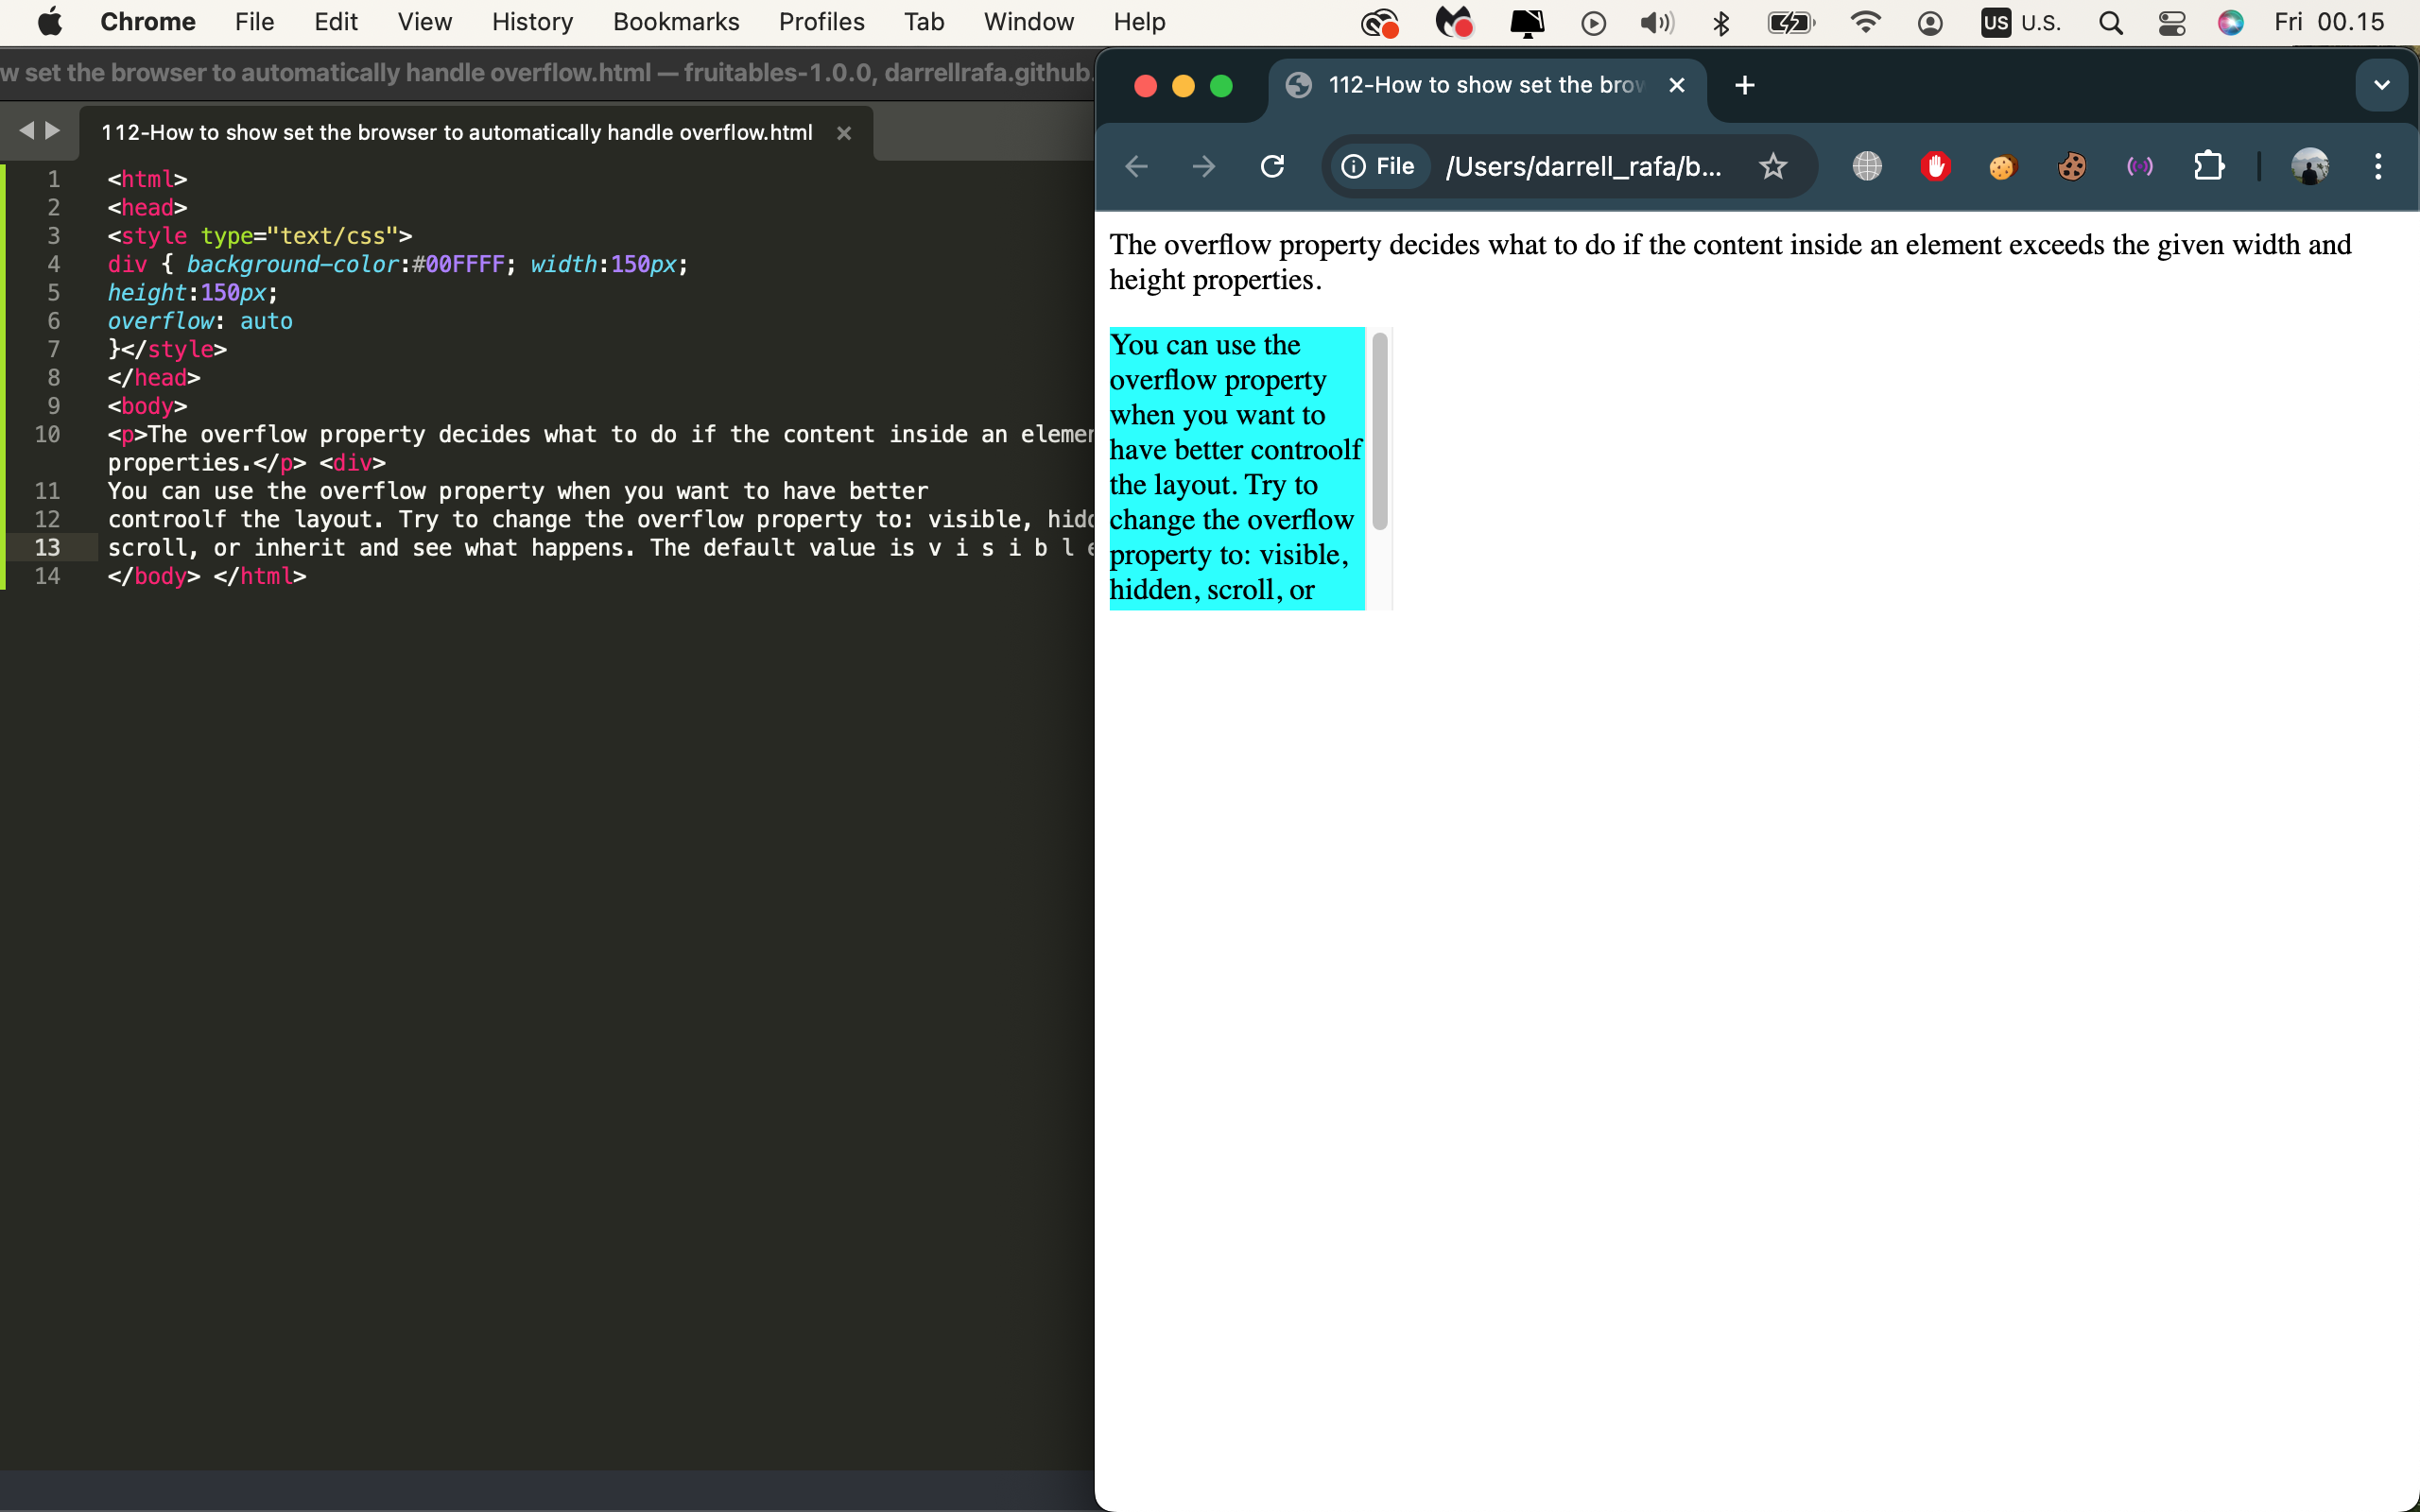 Chrome File Edit View History Bookmarks Profiles Tab Window Help US U.S. Fri 00.15
w set the browser to automatically handle overflow.html — fruitables-1.0.0, darrellrafa.github.
112-How to show set the browser to automatically handle overflow.html
1 <html>
2 <head>
3 <style type="text/css">
4 div { background-color:#00FFFF; width:150px;
5 height:150px;
6 overflow: auto
7 }</style>
8 </head>
9 <body>
10 <p>The overflow property decides what to do if the content inside an elemen
properties.</p> <div>
11 You can use the overflow property when you want to have better
12 controolf the layout. Try to change the overflow property to: visible, hidd
13 scroll, or inherit and see what happens. The default value is v i s i b l e
14 </body> </html>
112-How to show set the brow
File /Users/darrell_rafa/b...
The overflow property decides what to do if the content inside an element exceeds the given width and
height properties.
You can use the
overflow property
when you want to
have better controolf
the layout. Try to
change the overflow
property to: visible,
hidden, scroll, or